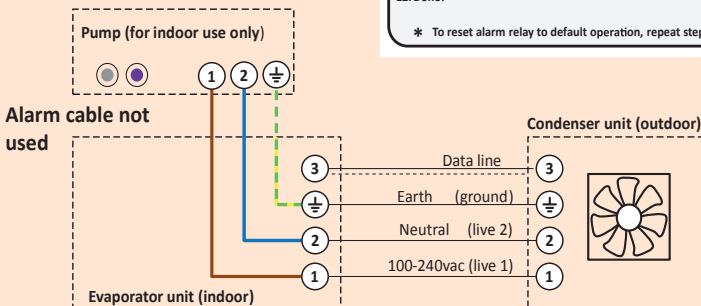 ∗ To reset alarm relay to default operation, repeat step
Pump (for indoor use only)
1 2
Alarm cable not
used
Condenser unit (outdoor)
3 Data line 3
Earth (ground)
2 Neutral (live 2) 2
1 100-240vac (live 1) 1
Evaporator unit (indoor)